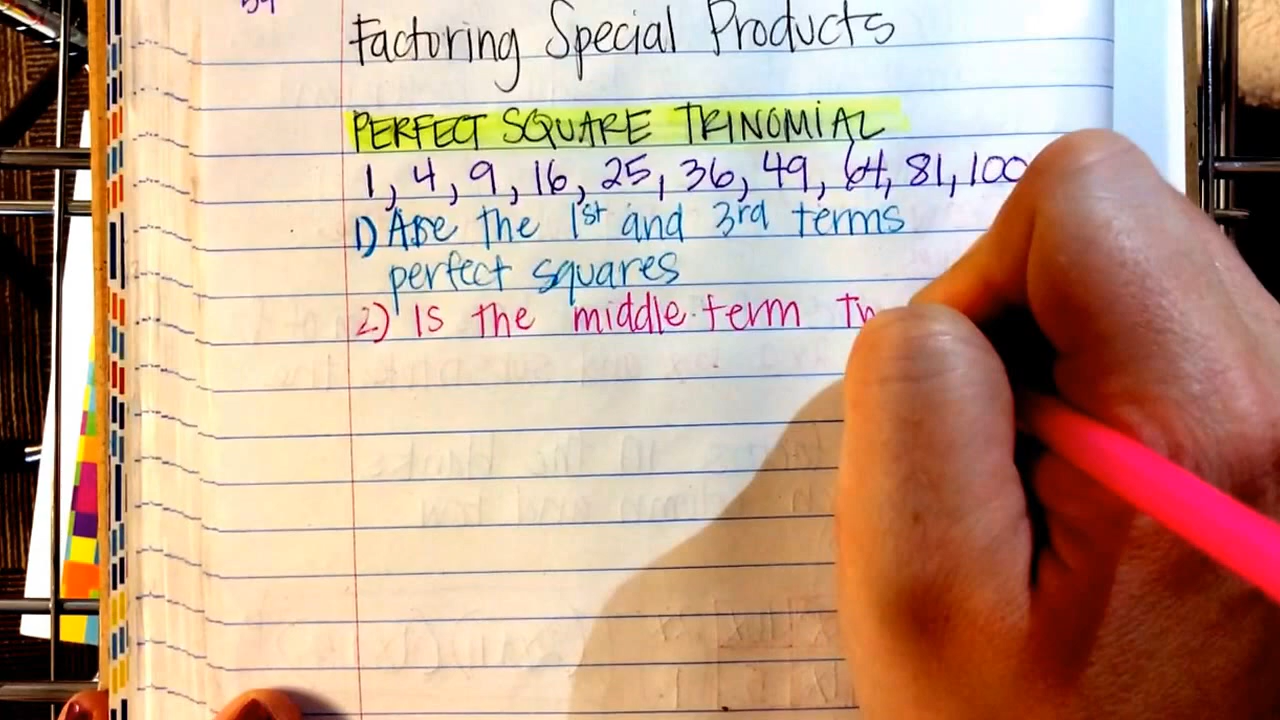 Factoring Special Products
PERFECT SQUARE TRINOMIAL
1, 4, 9, 16, 25, 36, 49, 64, 81, 100
1) Are the 1st and 3rd terms
perfect squares
2) Is the middle term